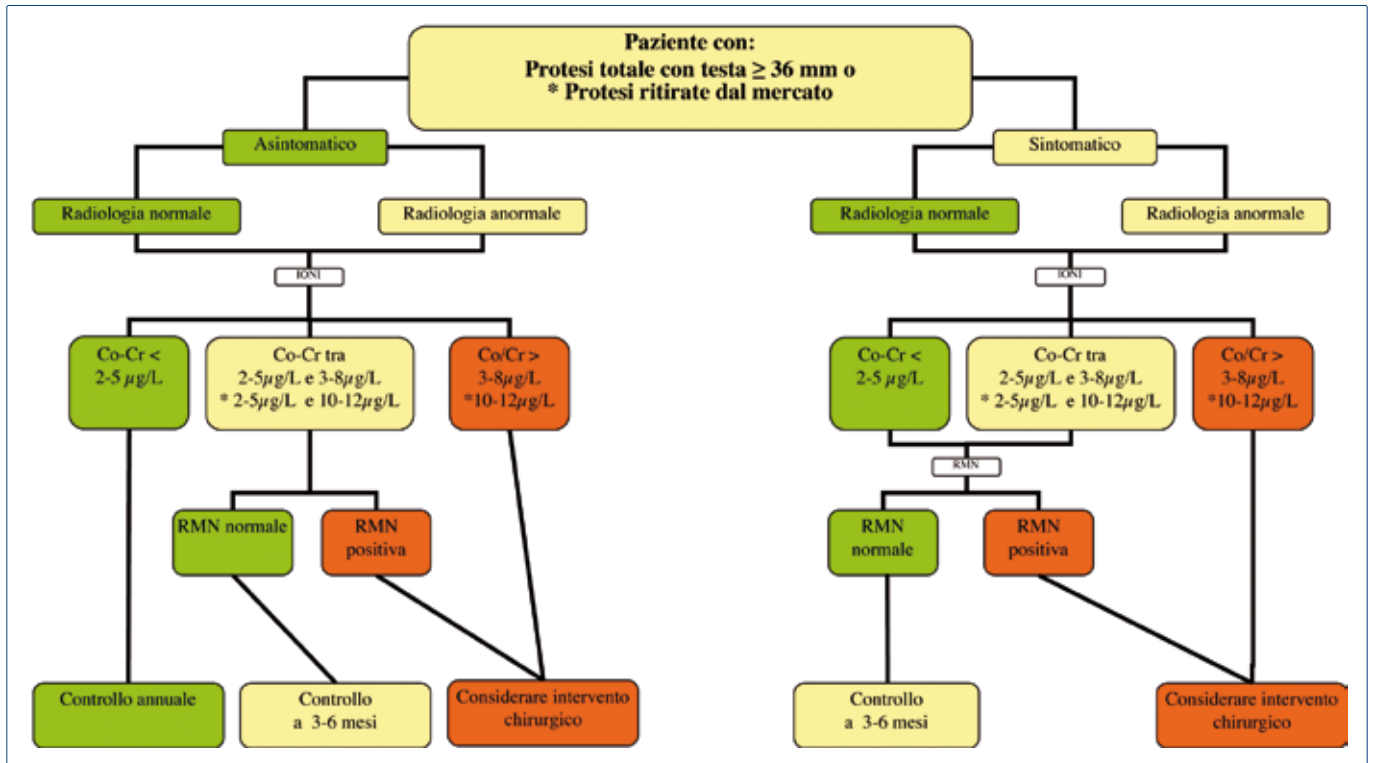 Paziente con:
Protesi totale con testa ≥ 36 mm o
* Protesi ritirate dal mercato
Asintomatico
Sintomatico
Radiologia normale
Radiologia anormale
Radiologia normale
Radiologia anormale
IONI
IONI
Co-Cr <
2-5 µg/L
Co-Cr tra
2-5µg/L e 3-8µg/L
* 2-5µg/L e 10-12µg/L
Co/Cr >
3-8µg/L
*10-12µg/L
Co-Cr <
2-5 µg/L
Co-Cr tra
2-5µg/L e 3-8µg/L
* 2-5µg/L e 10-12µg/L
Co/Cr >
3-8µg/L
*10-12µg/L
RMN
RMN normale
RMN
positiva
RMN
normale
RMN
positiva
Controllo annuale
Controllo
a 3-6 mesi
Considerare intervento
chirurgico
Controllo
a 3-6 mesi
Considerare intervento
chirurgico